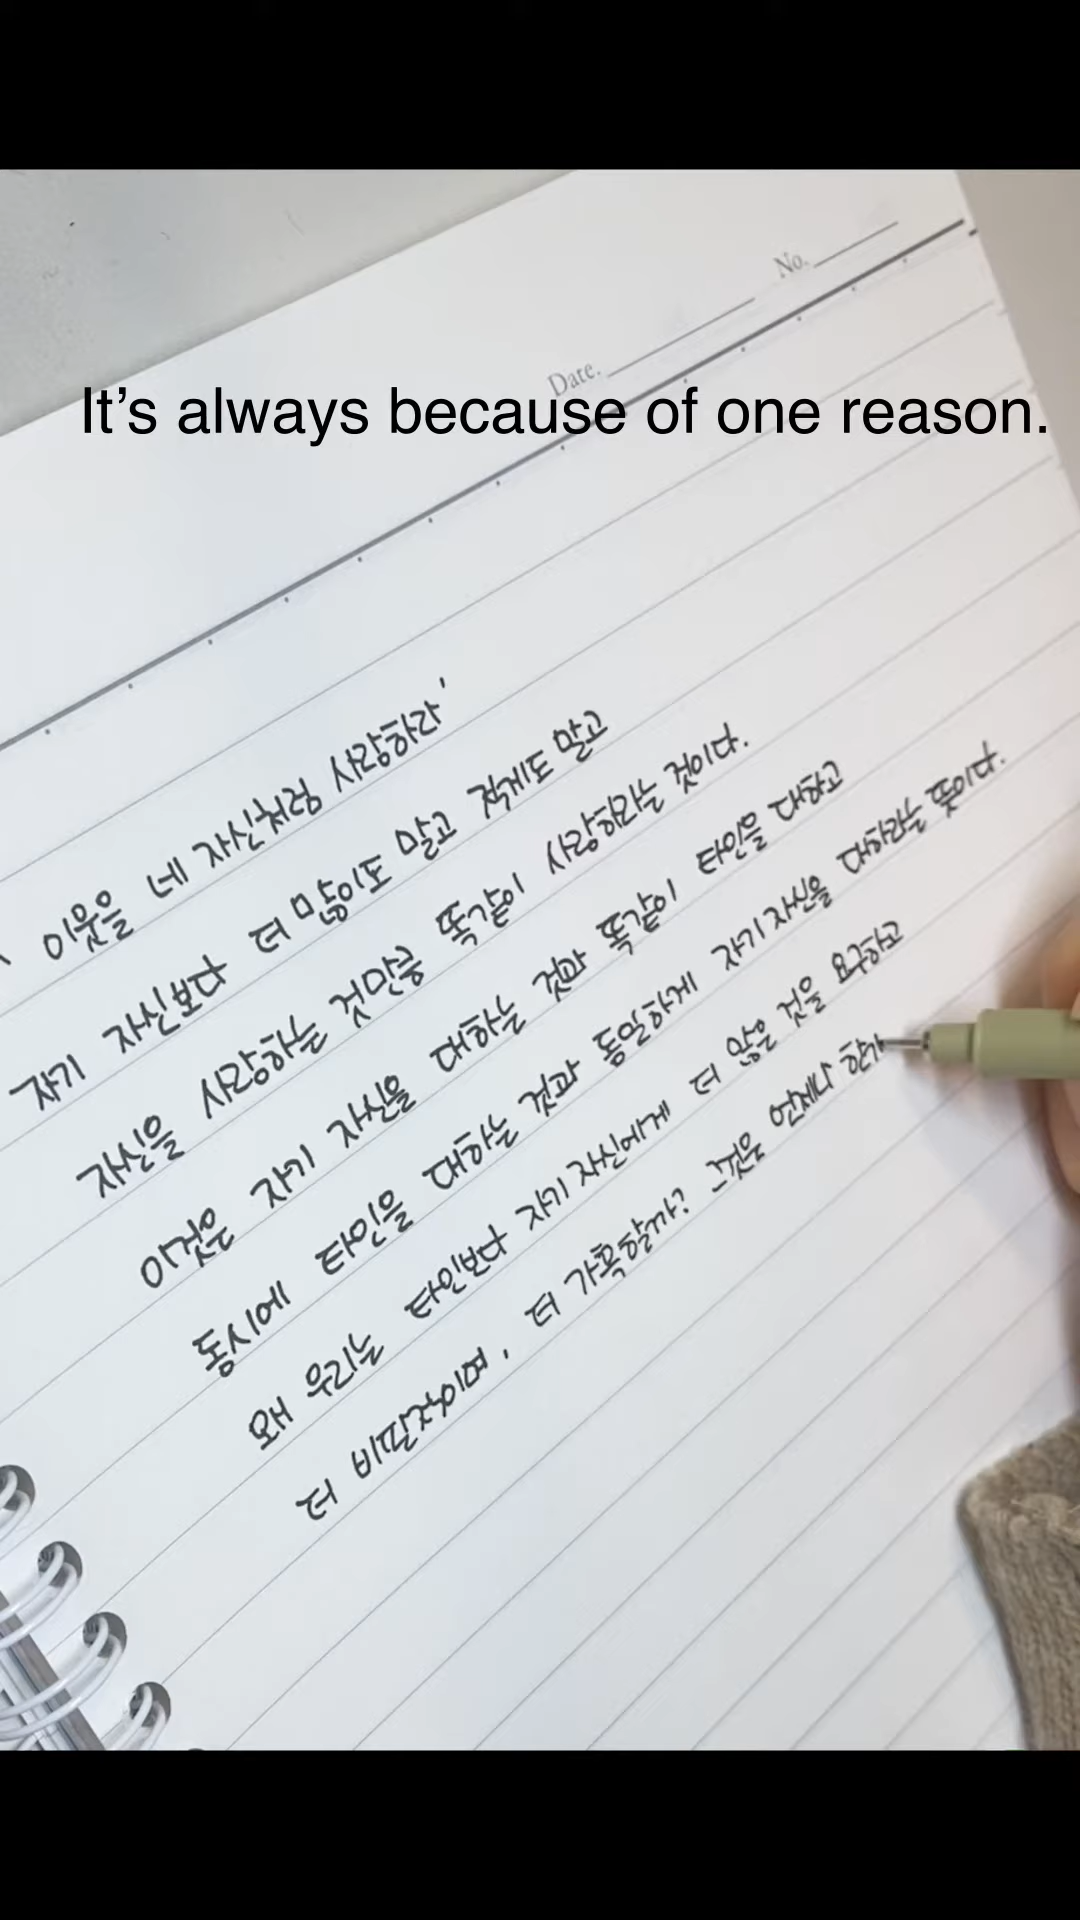 No.
Date.
It’s always because of one reason.
' 이웃을 네 자신처럼 사랑하라'
자기 자신보다 더 많이도 말고 적게도 말고
자신을 사랑하는 것만큼 똑같이 사랑하라는 것이다.
이것은 자기 자신을 대하는 것과 똑같이 타인을 대하고
동시에 타인을 대하는 것과 동일하게 자기 자신을 대하라는 뜻이다.
왜 우리는 타인보다 자기 자신에게 더 많은 것을 요구하고
더 비판적이며, 더 가혹할까? 그것은 언제나 한가